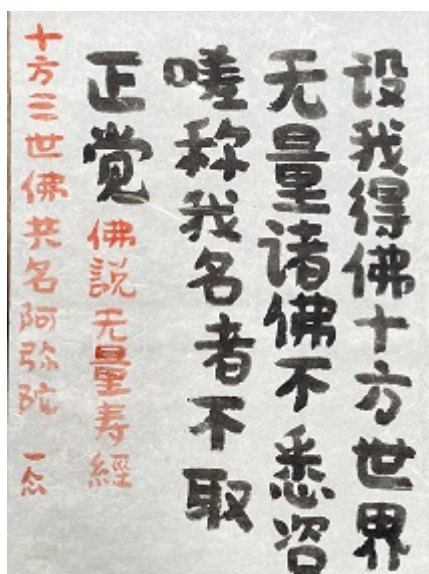 设我得佛十方世界
无量诸佛不悉咨
嗟称我名者不取
正觉 佛説无量寿經
十方三世佛共名阿弥陀 一念